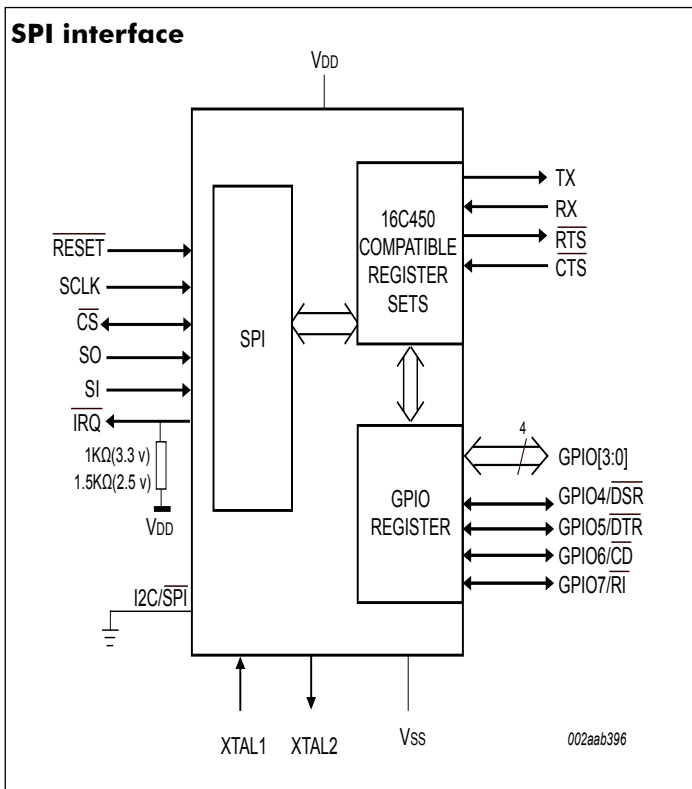 SPI interface
VDD
RESET
SCLK
CS
SO
SI
IRQ
1KΩ(3.3 v)
1.5KΩ(2.5 v)
VDD
I2C/SPI
SPI
16C450
COMPATIBLE
REGISTER
SETS
TX
RX
RTS
CTS
GPIO
REGISTER
4
GPIO[3:0]
GPIO4/DSR
GPIO5/DTR
GPIO6/CD
GPIO7/RI
XTAL1
XTAL2
VSS
002aab396